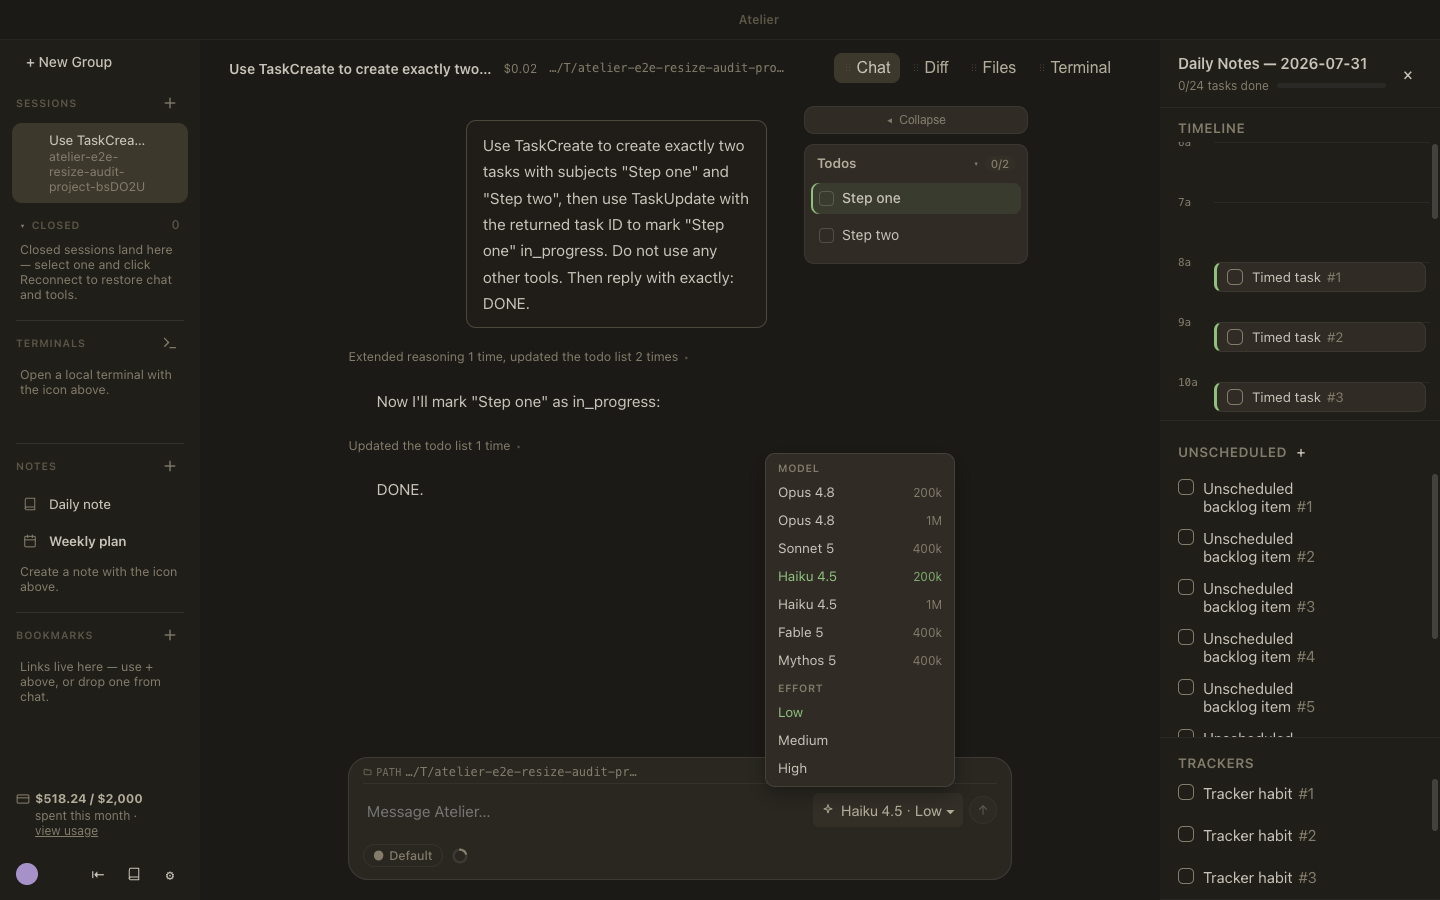 Atelier
+ New Group
SESSIONS
Use TaskCrea...
atelier-e2e-
resize-audit-
project-bsDO2U
CLOSED 0
Closed sessions land here
— select one and click
Reconnect to restore chat
and tools.
TERMINALS
Open a local terminal with
the icon above.
NOTES
Daily note
Weekly plan
Create a note with the icon
above.
BOOKMARKS
Links live here — use +
above, or drop one from
chat.
$518.24 / $2,000
spent this month ·
view usage
Use TaskCreate to create exactly two... $0.02 …/T/atelier-e2e-resize-audit-pro…
Chat Diff Files Terminal
Use TaskCreate to create exactly two
tasks with subjects "Step one" and
"Step two", then use TaskUpdate with
the returned task ID to mark "Step
one" in_progress. Do not use any
other tools. Then reply with exactly:
DONE.
Collapse
Todos 0/2
Step one
Step two
Extended reasoning 1 time, updated the todo list 2 times
Now I'll mark "Step one" as in_progress:
Updated the todo list 1 time
DONE.
MODEL
Opus 4.8 200k
Opus 4.8 1M
Sonnet 5 400k
Haiku 4.5 200k
Haiku 4.5 1M
Fable 5 400k
Mythos 5 400k
EFFORT
Low
Medium
High
PATH …/T/atelier-e2e-resize-audit-pr…
Message Atelier...
Haiku 4.5 · Low
Default
Daily Notes — 2026-07-31
0/24 tasks done
TIMELINE
6a
7a
8a
Timed task #1
9a
Timed task #2
10a
Timed task #3
UNSCHEDULED +
Unscheduled
backlog item #1
Unscheduled
backlog item #2
Unscheduled
backlog item #3
Unscheduled
backlog item #4
Unscheduled
backlog item #5
Unscheduled
TRACKERS
Tracker habit #1
Tracker habit #2
Tracker habit #3